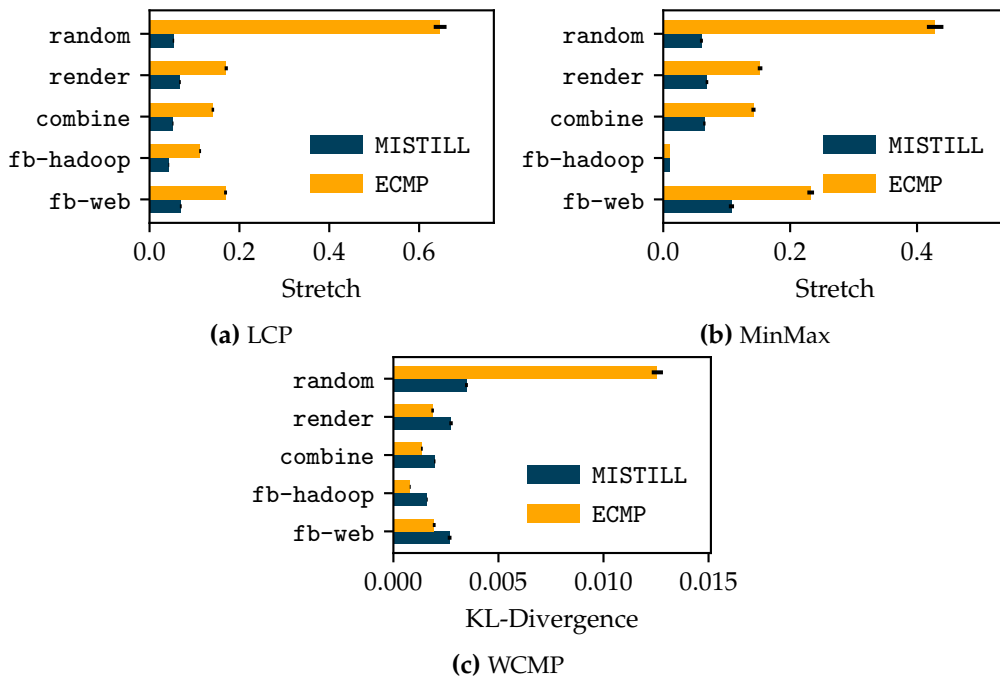 random
render
combine
fb-hadoop
fb-web
MISTILL
ECMP
0.0 0.2 0.4 0.6
Stretch
(a) LCP
random
render
combine
fb-hadoop
fb-web
MISTILL
ECMP
0.0 0.2 0.4
Stretch
(b) MinMax
random
render
combine
fb-hadoop
fb-web
MISTILL
ECMP
0.000 0.005 0.010 0.015
KL-Divergence
(c) WCMP